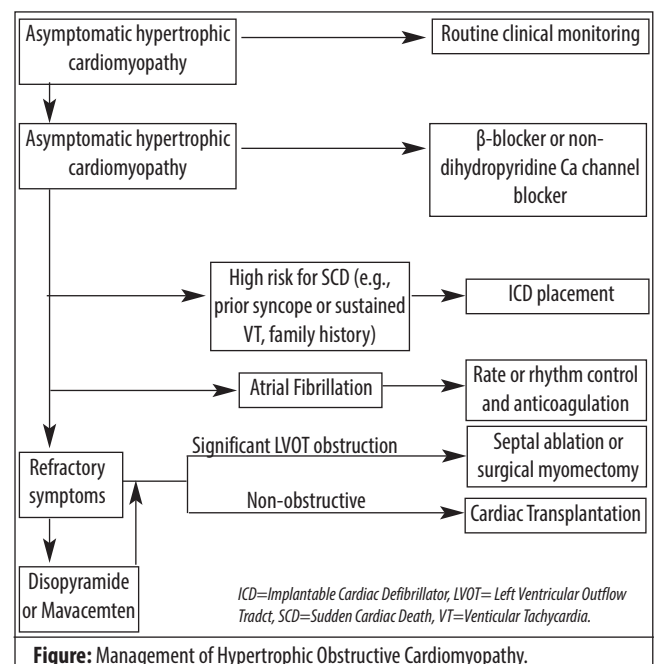 Asymptomatic hypertrophic
cardiomyopathy
Routine clinical monitoring
Asymptomatic hypertrophic
cardiomyopathy
β-blocker or non-
dihydropyridine Ca channel
blocker
High risk for SCD (e.g.,
prior syncope or sustained
VT, family history)
ICD placement
Atrial Fibrillation
Rate or rhythm control
and anticoagulation
Refractory
symptoms
Significant LVOT obstruction
Septal ablation or
surgical myomectomy
Non-obstructive
Cardiac Transplantation
Disopyramide
or Mavacemten
ICD=Implantable Cardiac Defibrillator, LVOT= Left Ventricular Outflow
Tradct, SCD=Sudden Cardiac Death, VT=Venticular Tachycardia.
Figure: Management of Hypertrophic Obstructive Cardiomyopathy.